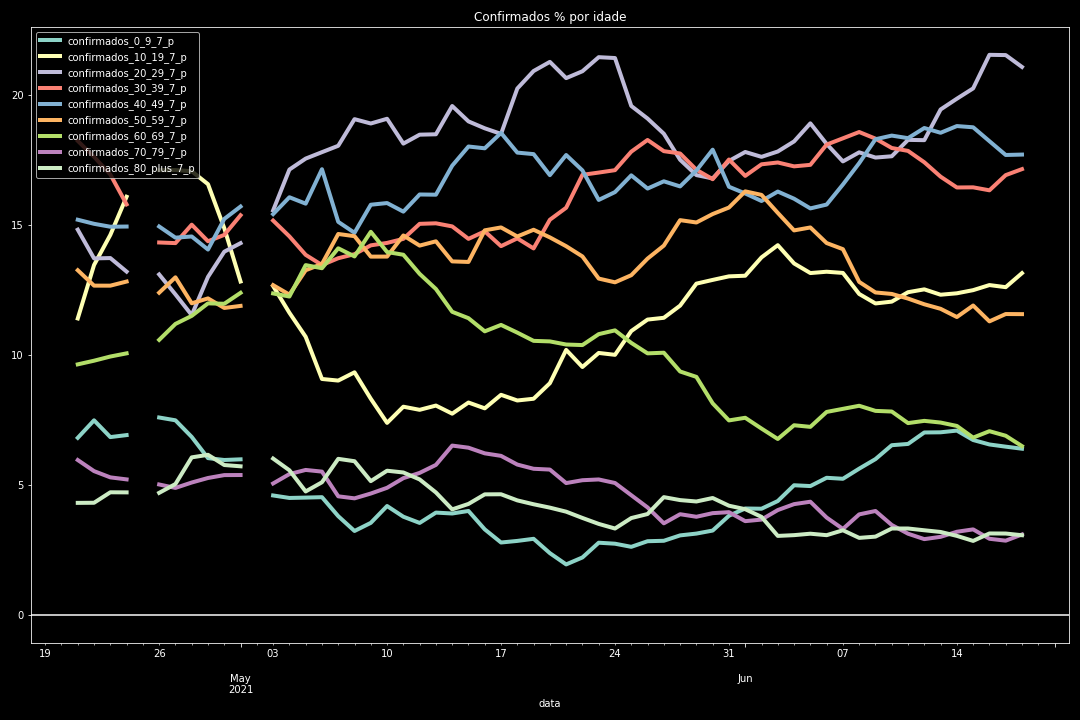 Confirmados % por idade
confirmados_0_9_7_p
confirmados_10_19_7_p
confirmados_20_29_7_p
confirmados_30_39_7_p
confirmados_40_49_7_p
confirmados_50_59_7_p
confirmados_60_69_7_p
confirmados_70_79_7_p
confirmados_80_plus_7_p
20
15
10
5
0
19 26 03 10 17 24 31 07 14
May Jun
2021
data